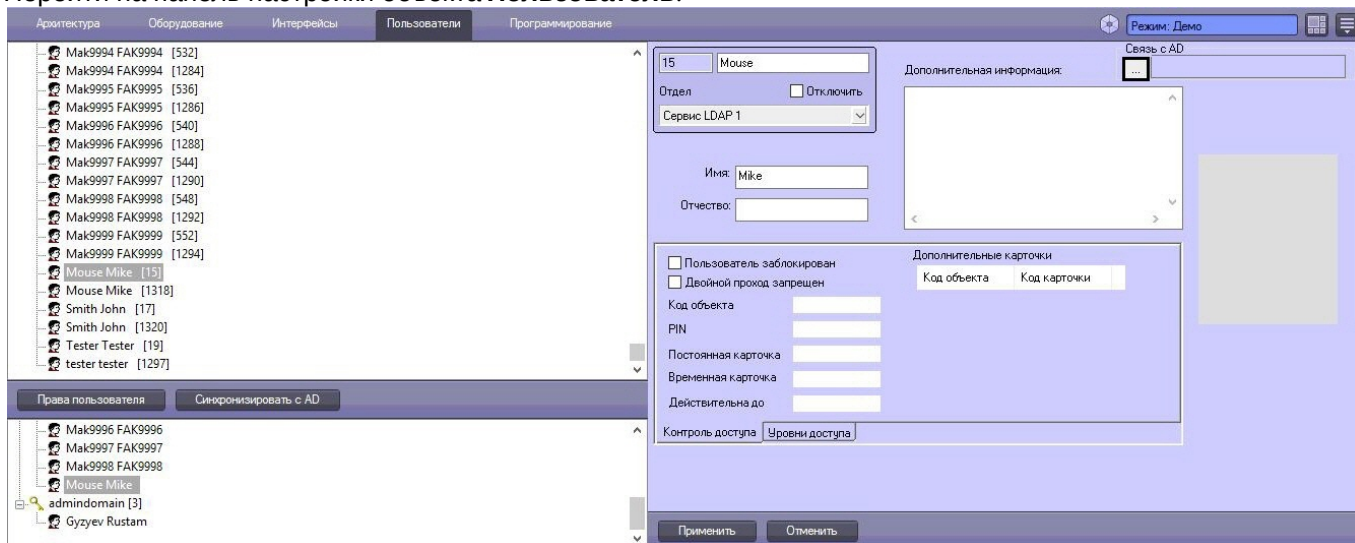 Перейти на панель настройки объекта Пользователь.
Архитектура Оборудование Интерфейсы Пользователи Программирование Режим: Демо
Mak9994 FAK9994 [532]
Mak9994 FAK9994 [1284]
Mak9995 FAK9995 [536]
Mak9995 FAK9995 [1286]
Mak9996 FAK9996 [540]
Mak9996 FAK9996 [1288]
Mak9997 FAK9997 [544]
Mak9997 FAK9997 [1290]
Mak9998 FAK9998 [548]
Mak9998 FAK9998 [1292]
Mak9999 FAK9999 [552]
Mak9999 FAK9999 [1294]
Mouse Mike [15]
Mouse Mike [1318]
Smith John [17]
Smith John [1320]
Tester Tester [19]
tester tester [1297]
Права пользователя Синхронизировать с AD
Mak9996 FAK9996
Mak9997 FAK9997
Mak9998 FAK9998
Mouse Mike
admindomain [3]
Gyzyev Rustam
15 Mouse
Отдел Отключить
Сервис LDAP 1
Имя: Mike
Отчество:
Дополнительная информация:
Связь с AD
...
Пользователь заблокирован
Двойной проход запрещен
Код объекта
PIN
Постоянная карточка
Временная карточка
Действительна до
Дополнительные карточки
Код объекта Код карточки
Контроль доступа Уровни доступа
Применить Отменить